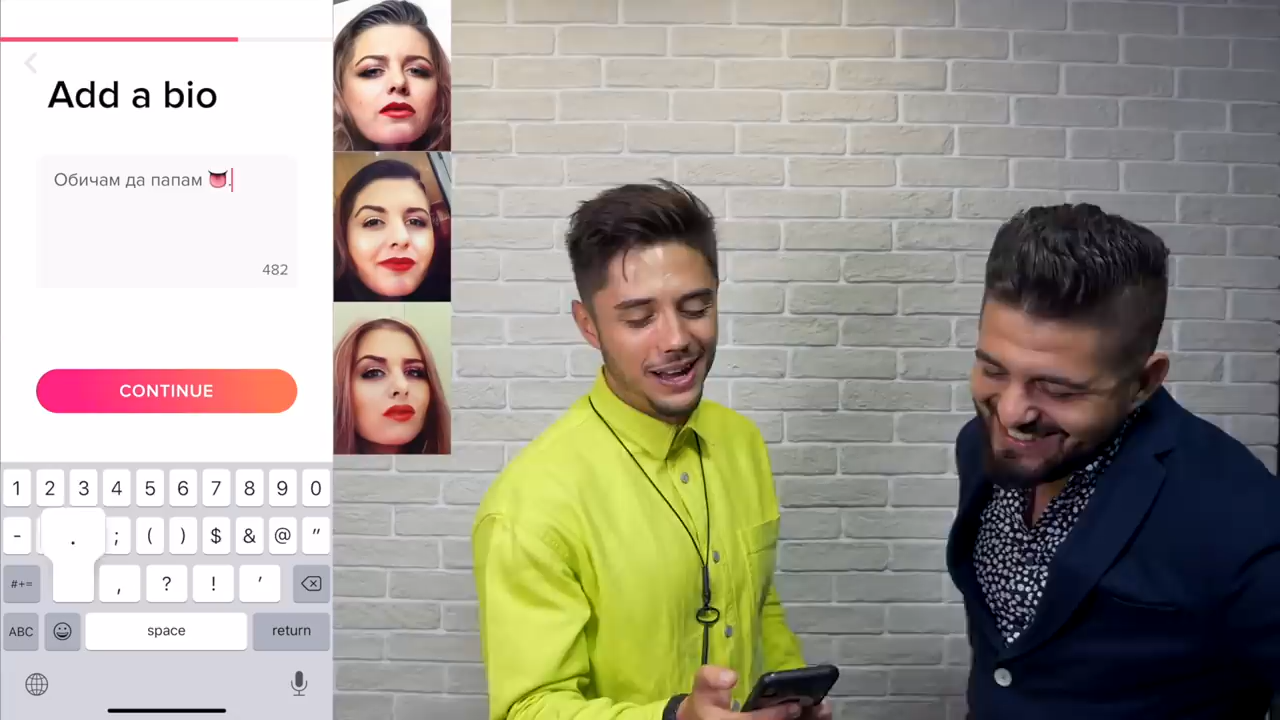 Add a bio
Обичам да папам 👅.
482
CONTINUE
1 2 3 4 5 6 7 8 9 0
- . ; ( ) $ & @ "
#+= , ? ! '
ABC space return